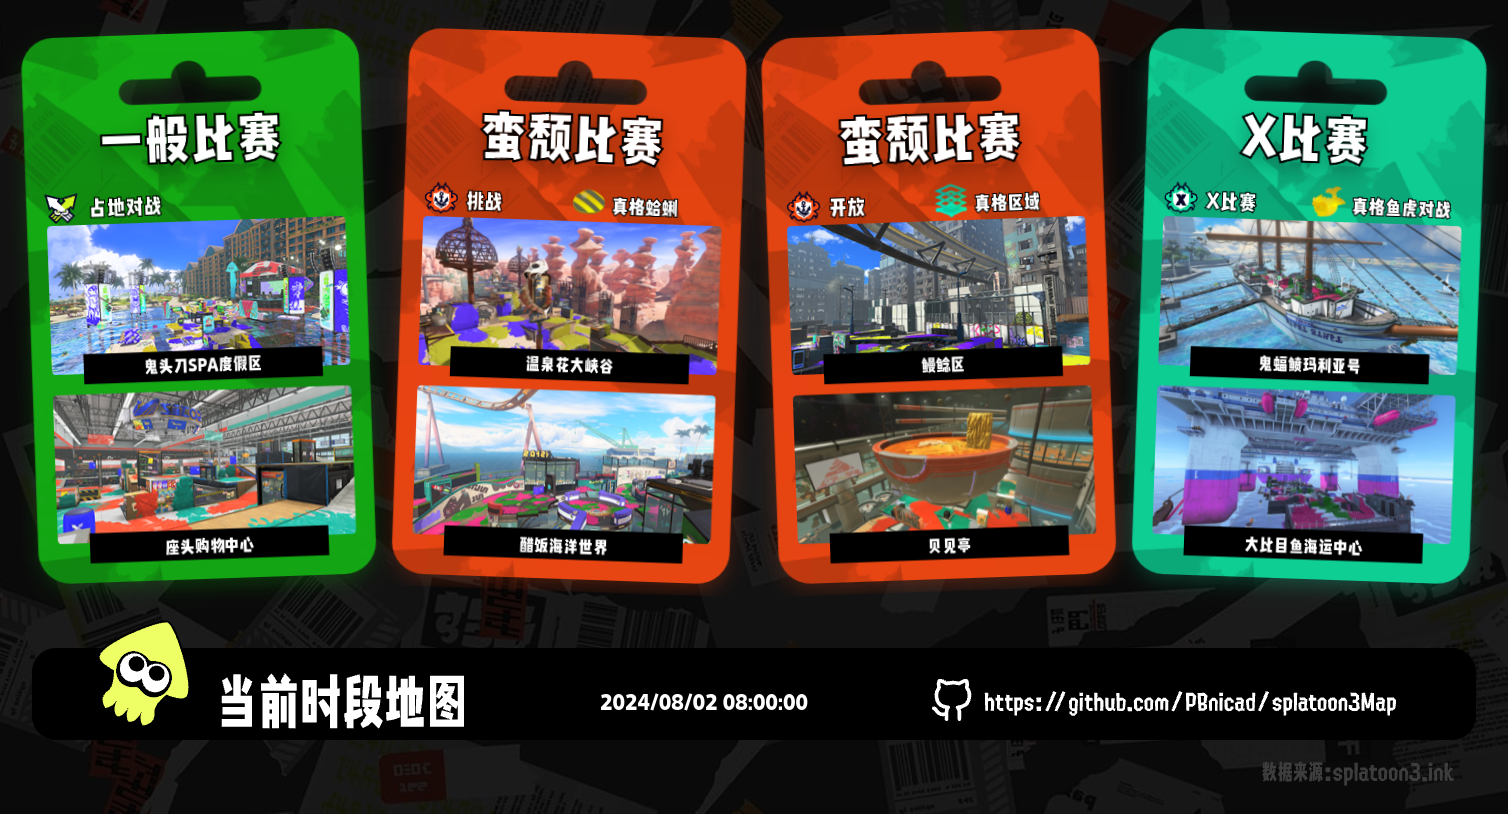 一般比赛
占地对战
鬼头刀SPA度假区
座头购物中心
蛮颓比赛
挑战
真格蛤蜊
温泉花大峡谷
醋饭海洋世界
蛮颓比赛
开放
真格区域
鳗鲶区
贝见亭
X比赛
X比赛
真格鱼虎对战
鬼蝠鲼玛利亚号
大比目鱼海运中心
当前时段地图
2024/08/02 08:00:00
https://github.com/PBnicad/splatoon3Map
数据来源:splatoon3.ink